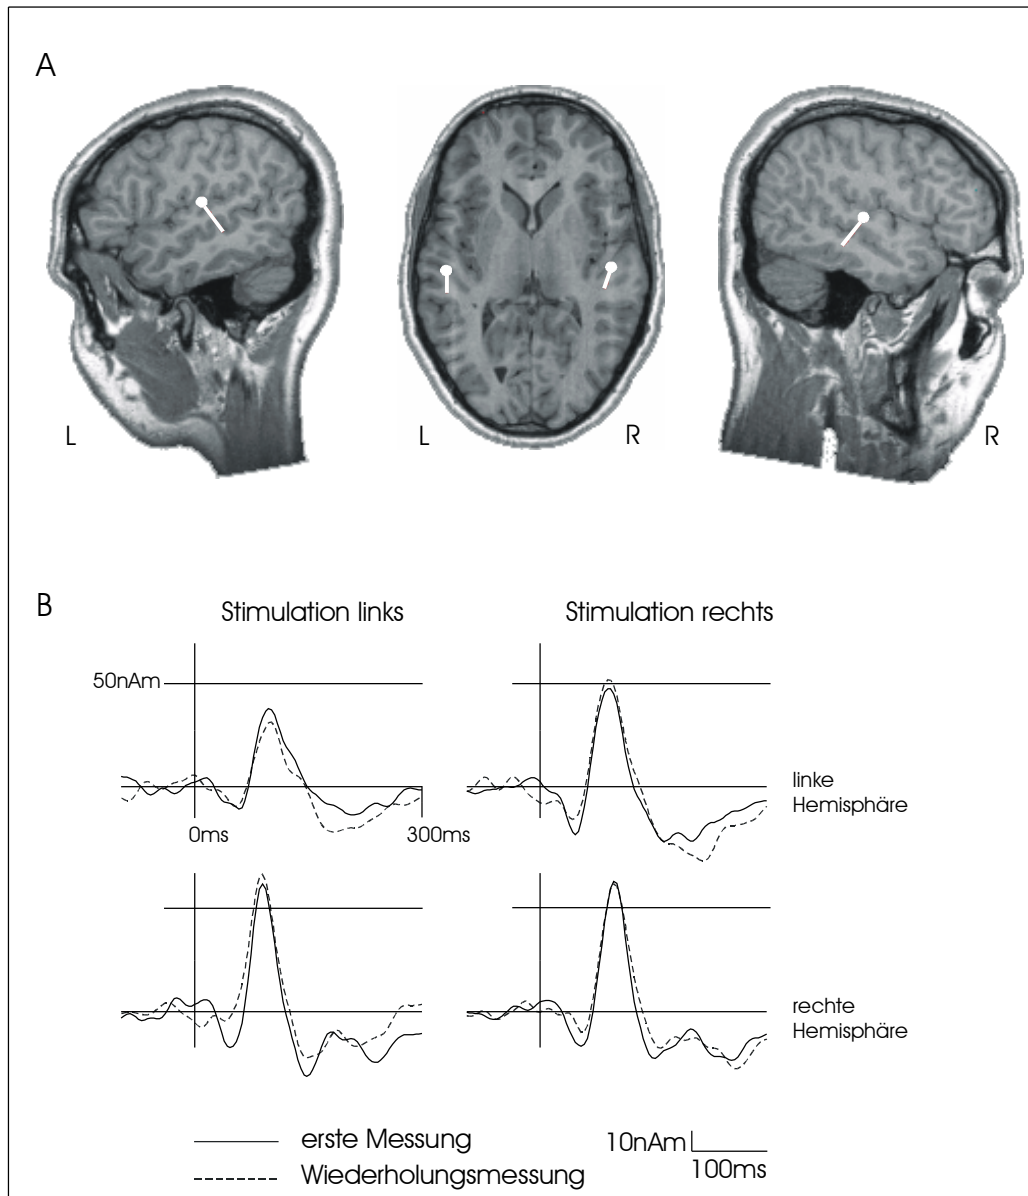 A
L
L
R
R
B
Stimulation links
Stimulation rechts
50nAm
linke
Hemisphäre
0ms
300ms
rechte
Hemisphäre
erste Messung
10nAm
100ms
Wiederholungsmessung